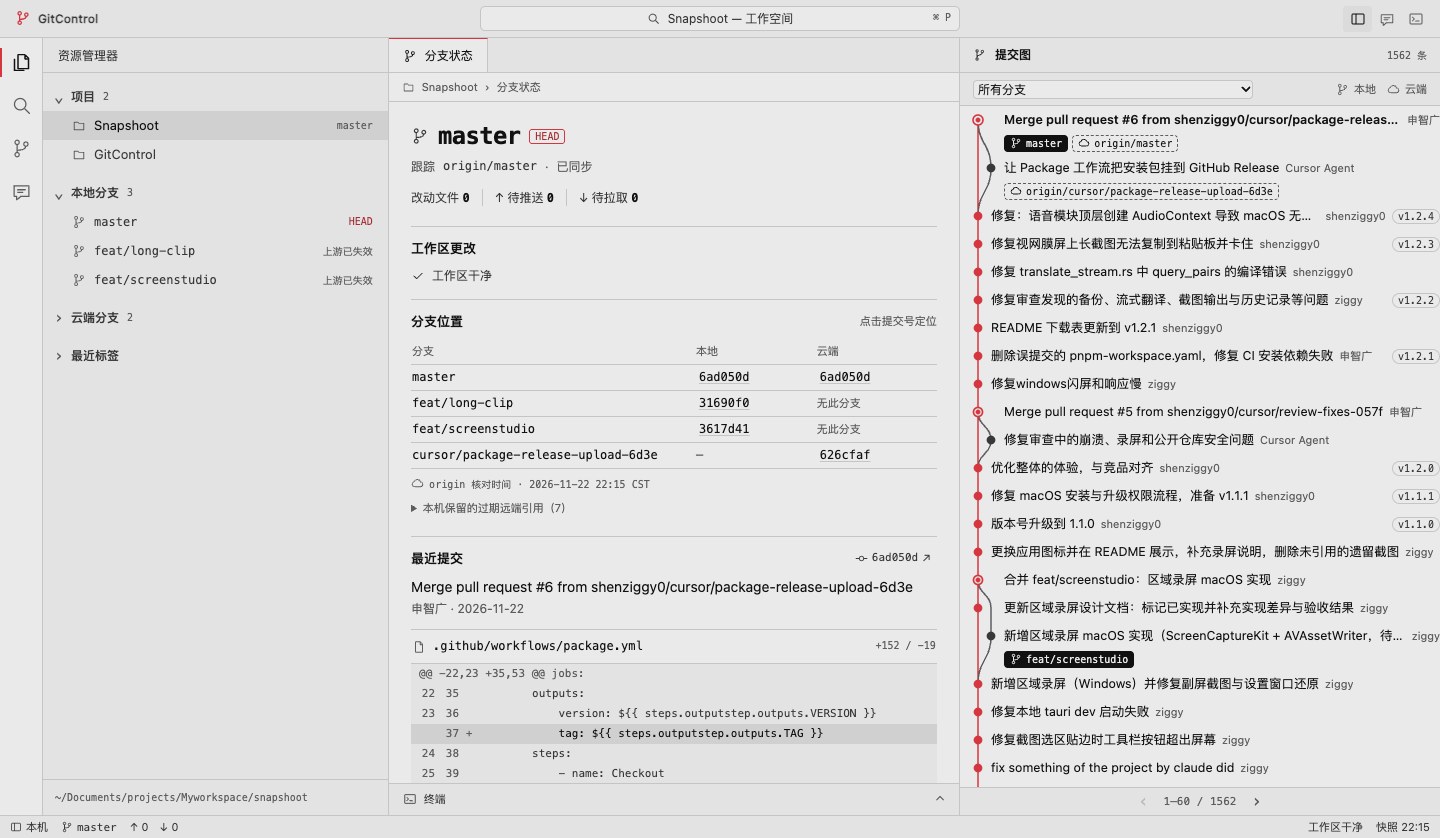 GitControl
Snapshoot — 工作空间
⌘ P
资源管理器
项目 2
Snapshoot master
GitControl
本地分支 3
master HEAD
feat/long-clip 上游已失效
feat/screenstudio 上游已失效
云端分支 2
最近标签
~/Documents/projects/Myworkspace/snapshoot
分支状态
Snapshoot › 分支状态
master HEAD
跟踪 origin/master · 已同步
改动文件 0 ↑ 待推送 0 ↓ 待拉取 0
工作区更改
✓ 工作区干净
分支位置 点击提交号定位
分支 本地 云端
master 6ad050d 6ad050d
feat/long-clip 31690f0 无此分支
feat/screenstudio 3617d41 无此分支
cursor/package-release-upload-6d3e — 626cfaf
origin 核对时间 · 2026-11-22 22:15 CST
▶ 本机保留的过期远端引用（7）
最近提交 6ad050d ↗
Merge pull request #6 from shenziggy0/cursor/package-release-upload-6d3e
申智广 · 2026-11-22
.github/workflows/package.yml +152 / −19
@@ −22,23 +35,53 @@ jobs:
22 35 outputs:
23 36 version: ${{ steps.outputstep.outputs.VERSION }}
37 + tag: ${{ steps.outputstep.outputs.TAG }}
24 38 steps:
25 39 – name: Checkout
终端
提交图 1562 条
所有分支 本地 云端
Merge pull request #6 from shenziggy0/cursor/package-releas... 申智广
master origin/master
让 Package 工作流把安装包挂到 GitHub Release Cursor Agent
origin/cursor/package-release-upload-6d3e
修复：语音模块顶层创建 AudioContext 导致 macOS 无... shenziggy0 v1.2.4
修复视网膜屏上长截图无法复制到粘贴板并卡住 shenziggy0 v1.2.3
修复 translate_stream.rs 中 query_pairs 的编译错误 shenziggy0
修复审查发现的备份、流式翻译、截图输出与历史记录等问题 ziggy v1.2.2
README 下载表更新到 v1.2.1 shenziggy0
删除误提交的 pnpm-workspace.yaml，修复 CI 安装依赖失败 申智广 v1.2.1
修复windows闪屏和响应慢 ziggy
Merge pull request #5 from shenziggy0/cursor/review-fixes-057f 申智广
修复审查中的崩溃、录屏和公开仓库安全问题 Cursor Agent
优化整体的体验，与竞品对齐 shenziggy0 v1.2.0
修复 macOS 安装与升级权限流程，准备 v1.1.1 shenziggy0 v1.1.1
版本号升级到 1.1.0 shenziggy0 v1.1.0
更换应用图标并在 README 展示，补充录屏说明，删除未引用的遗留截图 ziggy
合并 feat/screenstudio：区域录屏 macOS 实现 ziggy
更新区域录屏设计文档：标记已实现并补充实现差异与验收结果 ziggy
新增区域录屏 macOS 实现（ScreenCaptureKit + AVAssetWriter，待... ziggy
feat/screenstudio
新增区域录屏（Windows）并修复副屏截图与设置窗口还原 ziggy
修复本地 tauri dev 启动失败 ziggy
修复截图选区贴边时工具栏按钮超出屏幕 ziggy
fix something of the project by claude did ziggy
‹ 1–60 / 1562 ›
本机 master ↑ 0 ↓ 0
工作区干净 快照 22:15